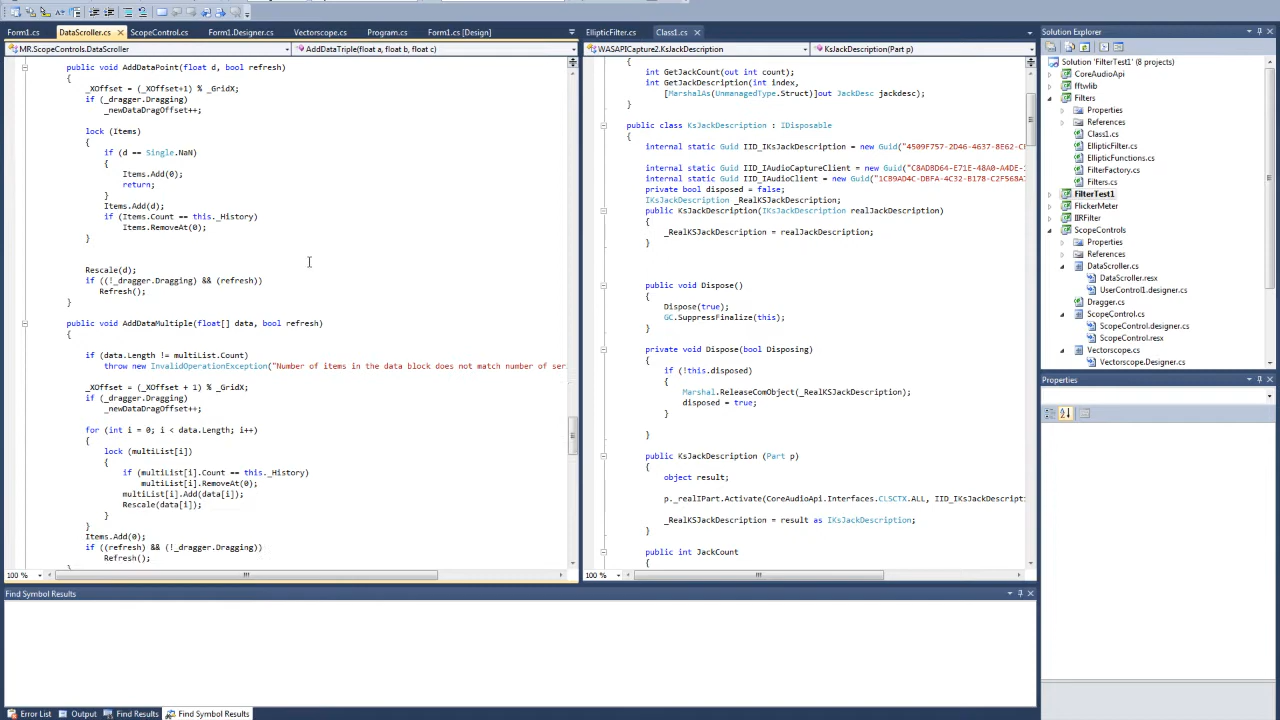 Form1.cs
DataScroller.cs
ScopeControl.cs
Form1.Designer.cs
Vectorscope.cs
Program.cs
Form1.cs [Design]
MR.ScopeControls.DataScroller
AddDataTriple(float a, float b, float c)
public void AddDataPoint(float d, bool refresh)
{
_XOffset = (_XOffset+1) % _GridX;
if (_dragger.Dragging)
_newDataDragOffset++;
lock (Items)
{
if (d == Single.NaN)
{
Items.Add(0);
return;
}
Items.Add(d);
if (Items.Count == this._History)
Items.RemoveAt(0);
}
Rescale(d);
if ((!_dragger.Dragging) && (refresh))
Refresh();
}
public void AddDataMultiple(float[] data, bool refresh)
{
if (data.Length != multiList.Count)
throw new InvalidOperationException("Number of items in the data block does not match number of ser
_XOffset = (_XOffset + 1) % _GridX;
if (_dragger.Dragging)
_newDataDragOffset++;
for (int i = 0; i < data.Length; i++)
{
lock (multiList[i])
{
if (multiList[i].Count == this._History)
multiList[i].RemoveAt(0);
multiList[i].Add(data[i]);
Rescale(data[i]);
}
}
Items.Add(0);
if ((refresh) && (!_dragger.Dragging))
Refresh();
100 %
EllipticFilter.cs
Class1.cs
WASAPICapture2.KsJackDescription
KsJackDescription(Part p)
{
int GetJackCount(out int count);
int GetJackDescription(int index,
[MarshalAs(UnmanagedType.Struct)]out JackDesc jackdesc);
}
public class KsJackDescription : IDisposable
{
internal static Guid IID_IKsJackDescription = new Guid("4509F757-2D46-4637-8E62-C
internal static Guid IID_IAudioCaptureClient = new Guid("C8ADBD64-E71E-48A0-A4DE-
internal static Guid IID_IAudioClient = new Guid("1CB9AD4C-DBFA-4C32-B178-C2F568A
private bool disposed = false;
IKsJackDescription _RealKSJackDescription;
public KsJackDescription(IKsJackDescription realJackDescription)
{
_RealKSJackDescription = realJackDescription;
}
public void Dispose()
{
Dispose(true);
GC.SuppressFinalize(this);
}
private void Dispose(bool Disposing)
{
if (!this.disposed)
{
Marshal.ReleaseComObject(_RealKSJackDescription);
disposed = true;
}
}
public KsJackDescription (Part p)
{
object result;
p._realIPart.Activate(CoreAudioApi.Interfaces.CLSCTX.ALL, IID_IKsJackDescripti
_RealKSJackDescription = result as IKsJackDescription;
}
public int JackCount
{
100 %
Solution Explorer
Solution 'FilterTest1' (8 projects)
CoreAudioApi
fftwlib
Filters
Properties
References
Class1.cs
EllipticFilter.cs
EllipticFunctions.cs
FilterFactory.cs
Filters.cs
FilterTest1
FlickerMeter
IIRFilter
ScopeControls
Properties
References
DataScroller.cs
DataScroller.resx
UserControl1.designer.cs
Dragger.cs
ScopeControl.cs
ScopeControl.designer.cs
ScopeControl.resx
Vectorscope.cs
Vectorscope.Designer.cs
Properties
Find Symbol Results
Error List
Output
Find Results
Find Symbol Results